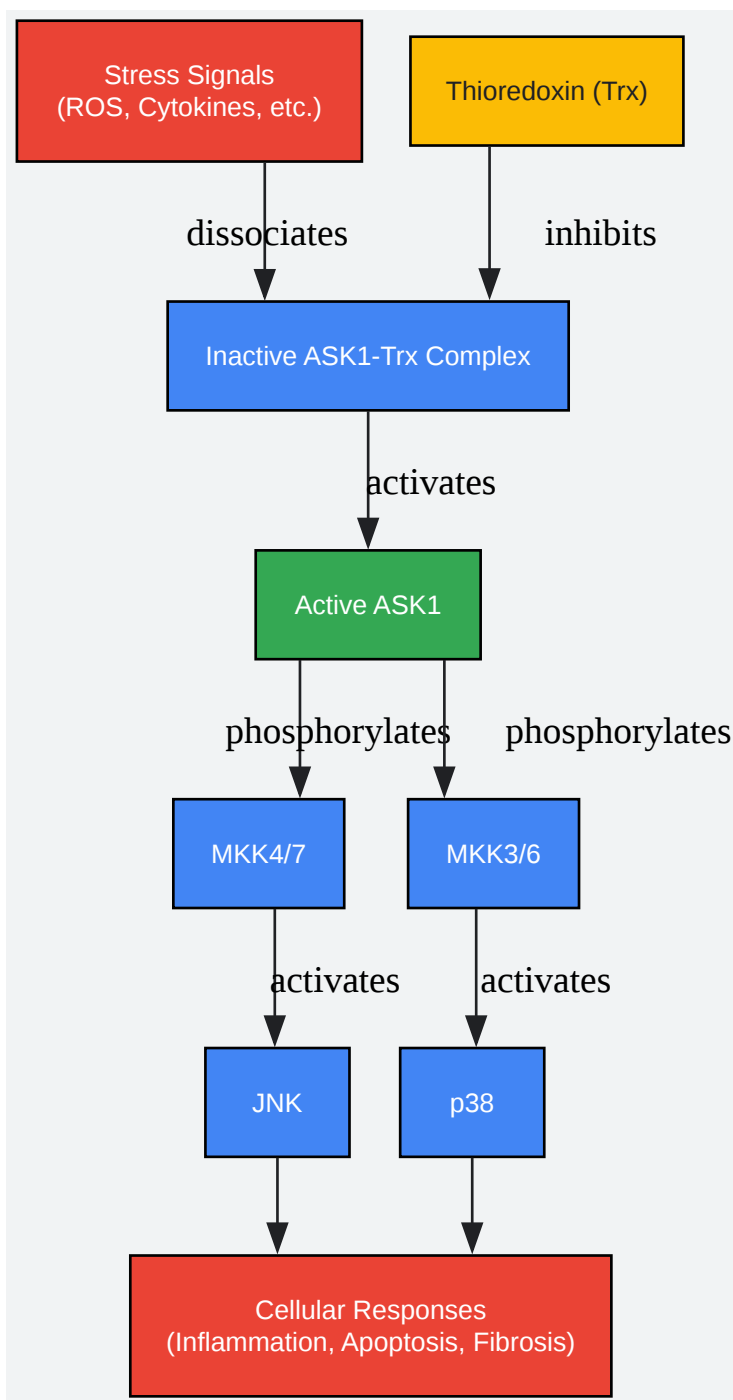 Stress Signals
(ROS, Cytokines, etc.)
Thioredoxin (Trx)
dissociates
inhibits
Inactive ASK1-Trx Complex
activates
Active ASK1
phosphorylates
phosphorylates
MKK4/7
MKK3/6
activates
activates
JNK
p38
Cellular Responses
(Inflammation, Apoptosis, Fibrosis)